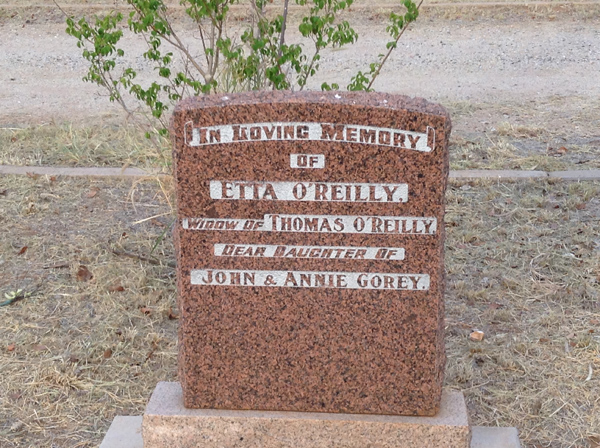 IN LOVING MEMORY
OF
ETTA O'REILLY.
WIDOW OF THOMAS O'REILLY
DEAR DAUGHTER OF
JOHN & ANNIE GOREY.